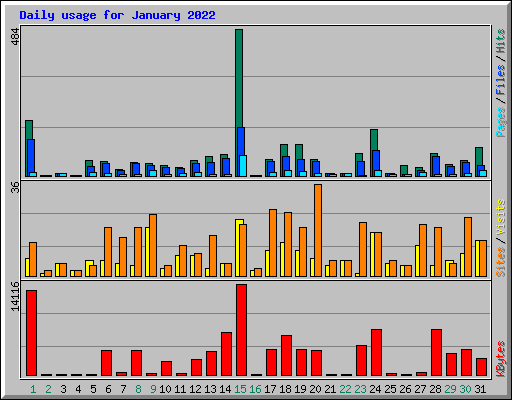 Daily usage for January 2022
484
Pages / Files / Hits
36
Sites / Visits
14116
KBytes
1 2 3 4 5 6 7 8 9 10 11 12 13 14 15 16 17 18 19 20 21 22 23 24 25 26 27 28 29 30 31